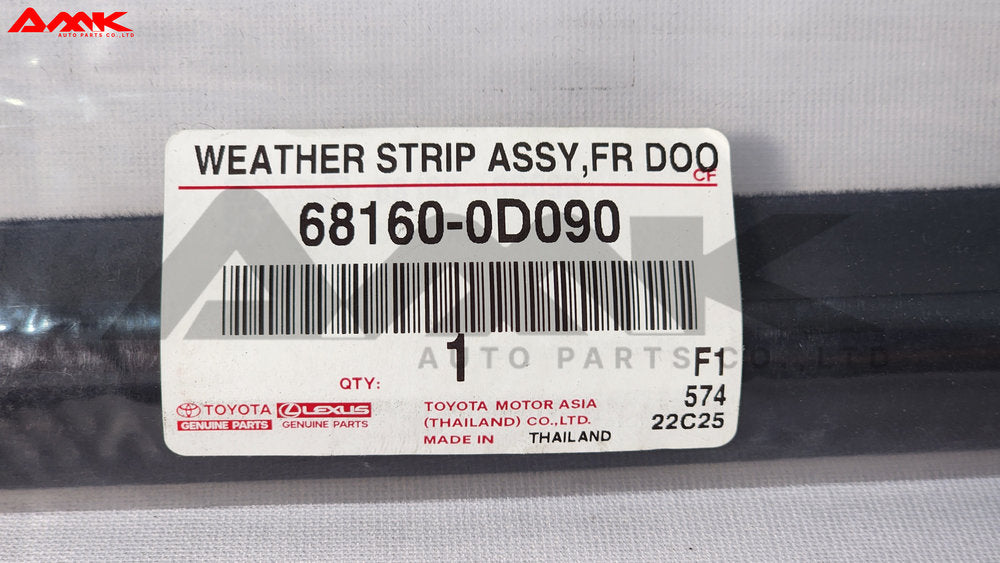 AMK
AUTO PARTS CO.,LTD
WEATHER STRIP ASSY,FR DOO
CF
68160-0D090
AMK
AUTO PARTS CO., LTD
1
QTY:
F1
574
22C25
TOYOTA
GENUINE PARTS
LEXUS
GENUINE PARTS
TOYOTA MOTOR ASIA
(THAILAND) CO.,LTD.
MADE IN THAILAND